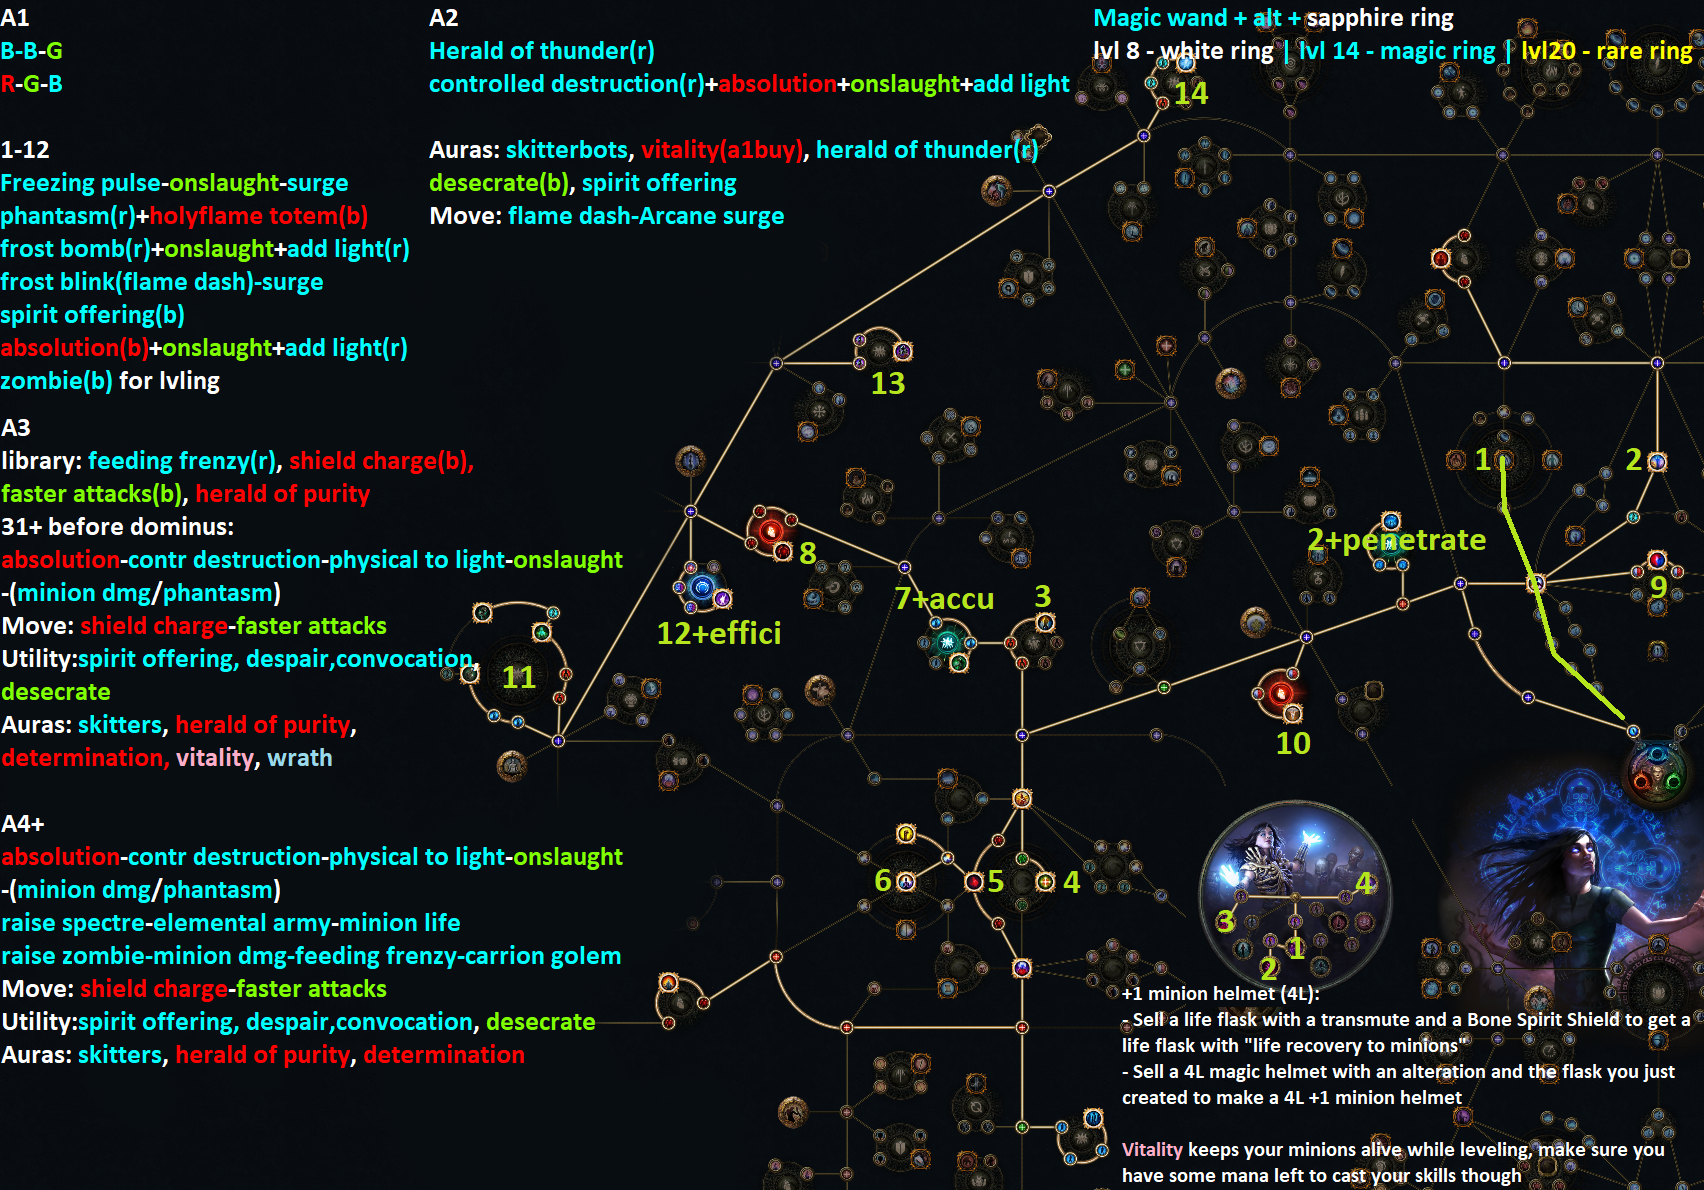 A1
B-B-G
R-G-B
1-12
Freezing pulse-onslaught-surge
phantasm(r)+holyflame totem(b)
frost bomb(r)+onslaught+add light(r)
frost blink(flame dash)-surge
spirit offering(b)
absolution(b)+onslaught+add light(r)
zombie(b) for lvling
A2
Herald of thunder(r)
controlled destruction(r)+absolution+onslaught+add light
Auras: skitterbots, vitality(a1buy), herald of thunder(r)
desecrate(b), spirit offering
Move: flame dash-Arcane surge
Magic wand + alt + sapphire ring
lvl 8 - white ring | lvl 14 - magic ring | lvl20 - rare ring
A3
library: feeding frenzy(r), shield charge(b),
faster attacks(b), herald of purity
31+ before dominus:
absolution-contr destruction-physical to light-onslaught
-(minion dmg/phantasm)
Move: shield charge-faster attacks
Utility:spirit offering, despair,convocation,
desecrate
Auras: skitters, herald of purity,
determination, vitality, wrath
A4+
absolution-contr destruction-physical to light-onslaught
-(minion dmg/phantasm)
raise spectre-elemental army-minion life
raise zombie-minion dmg-feeding frenzy-carrion golem
Move: shield charge-faster attacks
Utility:spirit offering, despair,convocation, desecrate
Auras: skitters, herald of purity, determination
14
13
1
2
2+penetrate
8
9
7+accu
3
12+effici
11
10
6
5
4
4
3
1
2
+1 minion helmet (4L):
- Sell a life flask with a transmute and a Bone Spirit Shield to get a
life flask with "life recovery to minions"
- Sell a 4L magic helmet with an alteration and the flask you just
created to make a 4L +1 minion helmet
Vitality keeps your minions alive while leveling, make sure you
have some mana left to cast your skills though